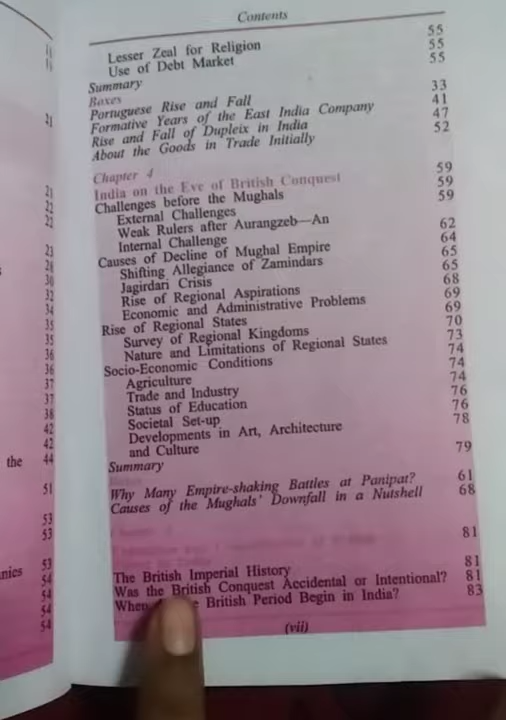 21
21
22
22
23
28
30
32
34
35
35
36
36
37
37
38
42
42
the 44
51
53
53
53
54
54
54
54
Contents
Lesser Zeal for Religion 55
Use of Debt Market 55
Summary 55
Boxes
Portuguese Rise and Fall 33
Formative Years of the East India Company 41
Rise and Fall of Dupleix in India 47
About the Goods in Trade Initially 52
Chapter 4
India on the Eve of British Conquest 59
Challenges before the Mughals 59
External Challenges 59
Weak Rulers after Aurangzeb—An
Internal Challenge 62
Causes of Decline of Mughal Empire 64
Shifting Allegiance of Zamindars 65
Jagirdari Crisis 65
Rise of Regional Aspirations 68
Economic and Administrative Problems 69
Rise of Regional States 69
Survey of Regional Kingdoms 70
Nature and Limitations of Regional States 73
Socio-Economic Conditions 74
Agriculture 74
Trade and Industry 74
Status of Education 76
Societal Set-up 76
Developments in Art, Architecture
and Culture 78
Summary 79
Why Many Empire-shaking Battles at Panipat? 61
Causes of the Mughals' Downfall in a Nutshell 68
81
The British Imperial History 81
Was the British Conquest Accidental or Intentional? 81
When British Period Begin in India? 83
(vii)